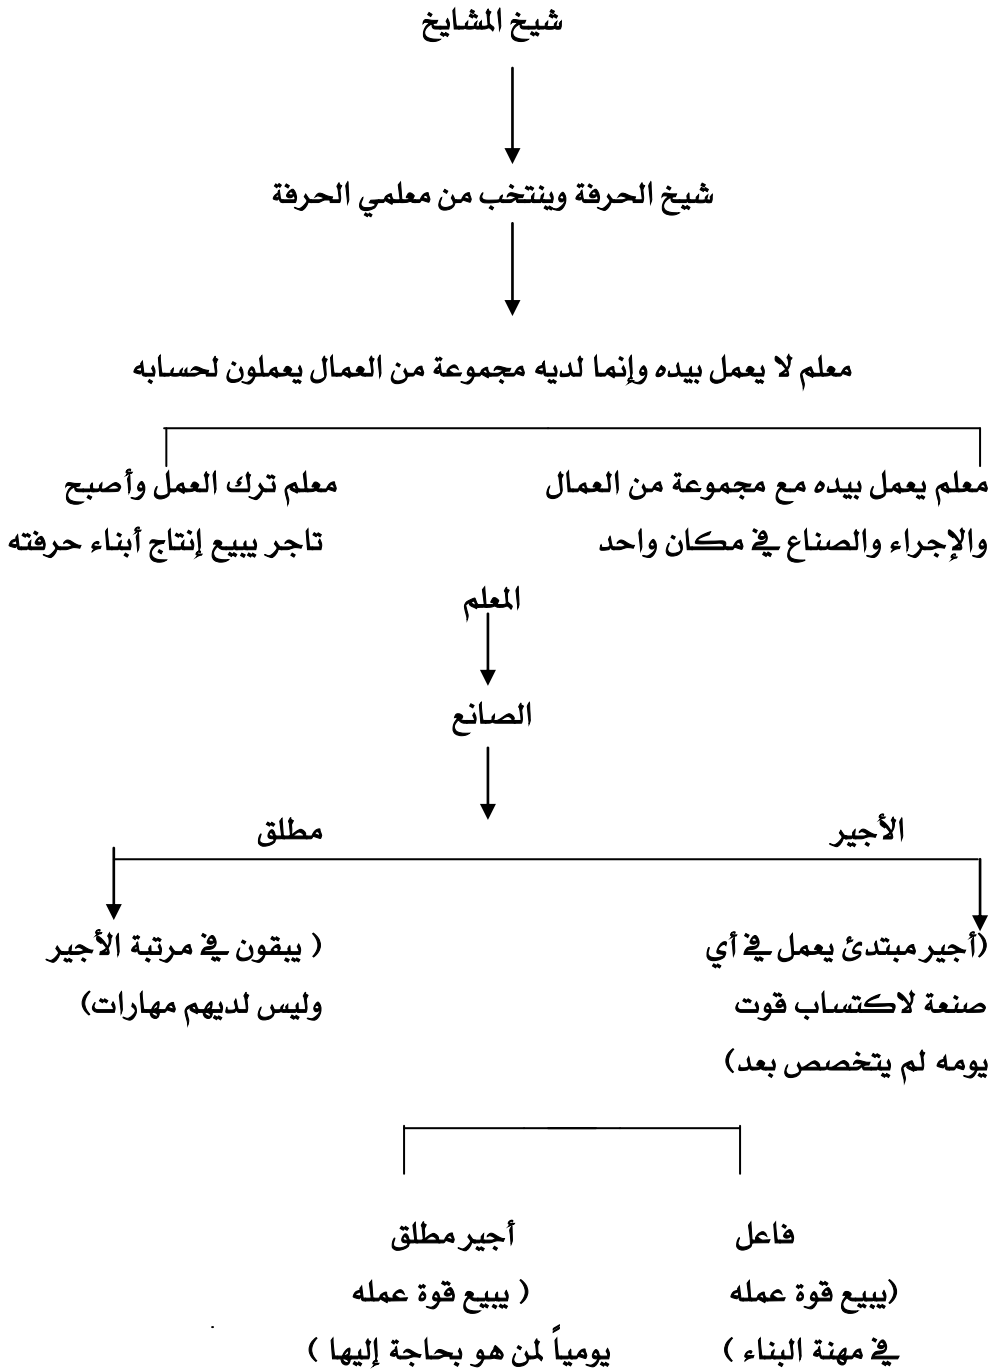 شيخ المشايخ
شيخ الحرفة وينتخب من معلمي الحرفة
معلم لا يعمل بيده وإنما لديه مجموعة من العمال يعملون لحسابه
معلم يعمل بيده مع مجموعة من العمال
والإجراء والصناع في مكان واحد
معلم ترك العمل وأصبح
تاجر يبيع إنتاج أبناء حرفته
المعلم
الصانع
الأجير
مطلق
(أجير مبتدئ يعمل في أي
صنعة لاكتساب قوت
يومه لم يتخصص بعد)
( يبقون في مرتبة الأجير
وليس لديهم مهارات)
فاعل
(يبيع قوة عمله
في مهنة البناء )
أجير مطلق
( يبيع قوة عمله
يومياً لمن هو بحاجة إليها )